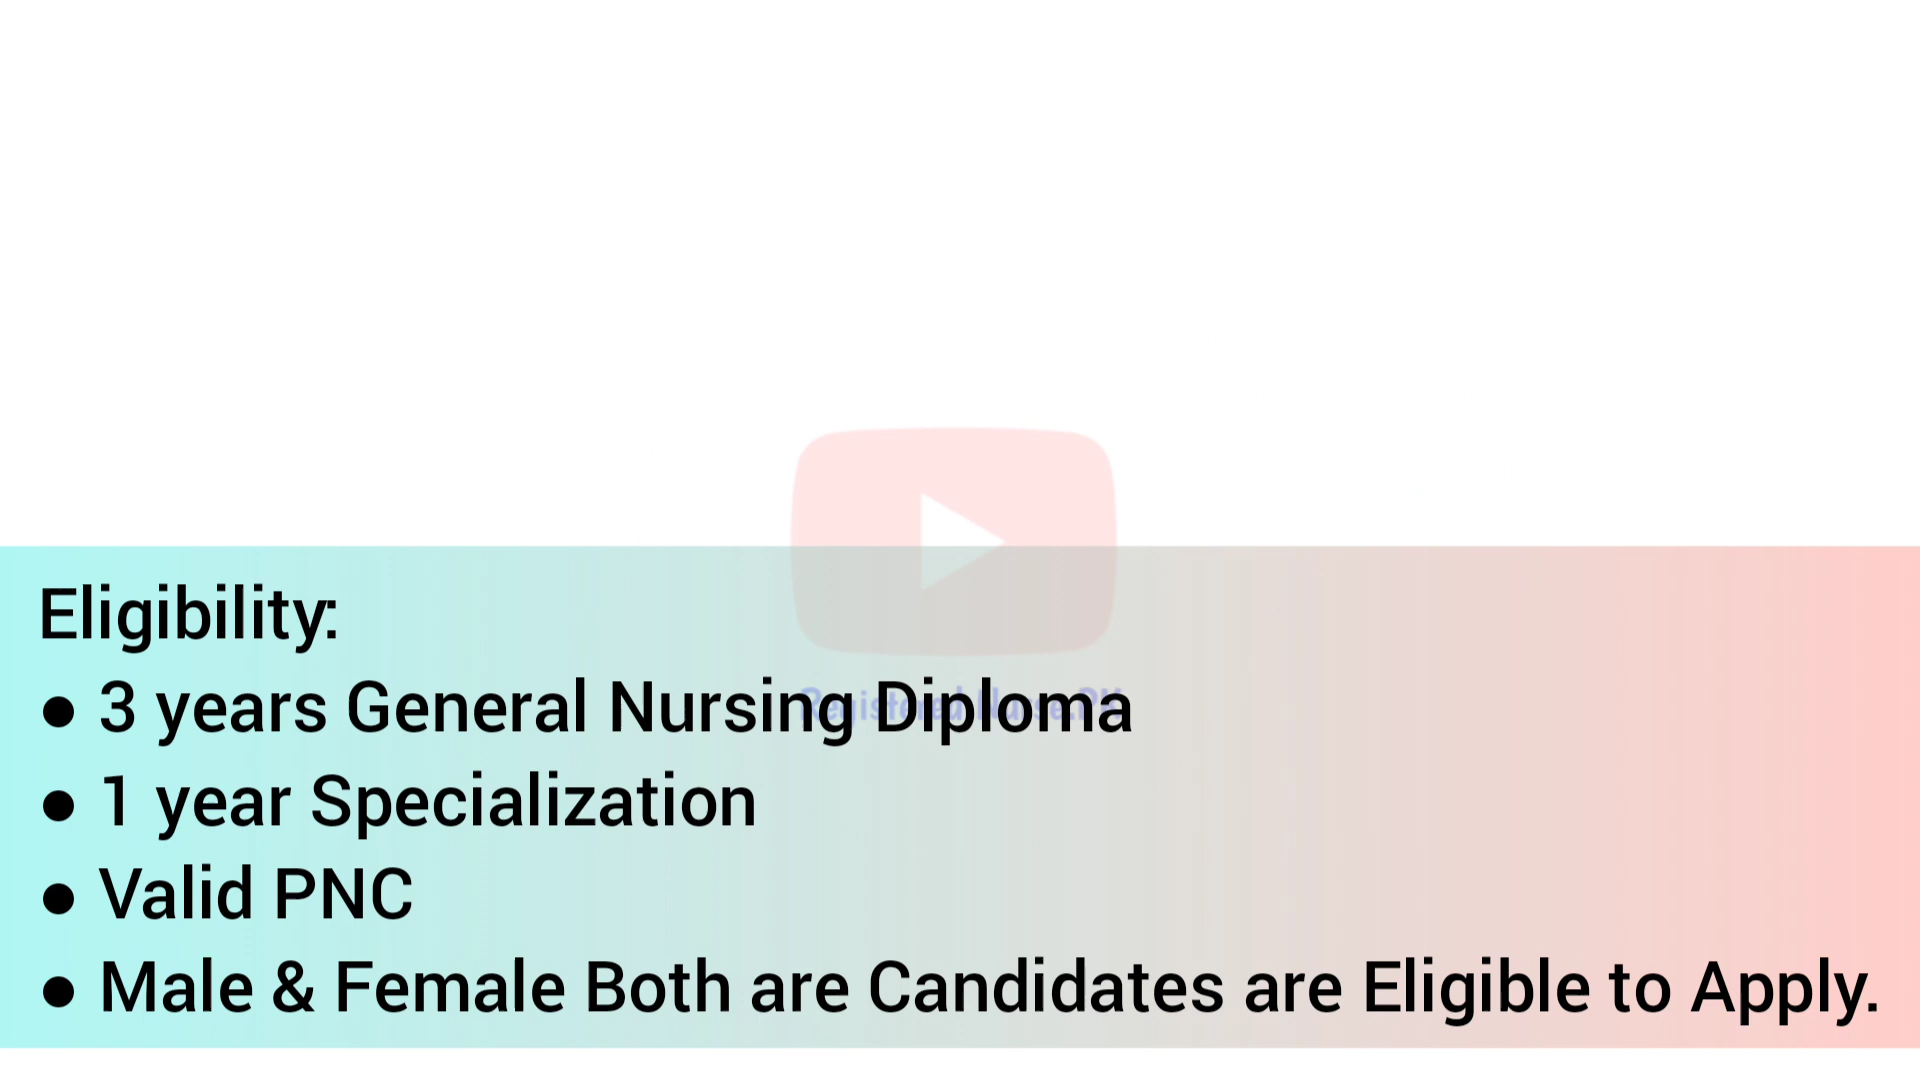 Eligibility:
● 3 years General Nursing Diploma
● 1 year Specialization
● Valid PNC
● Male & Female Both are Candidates are Eligible to Apply.